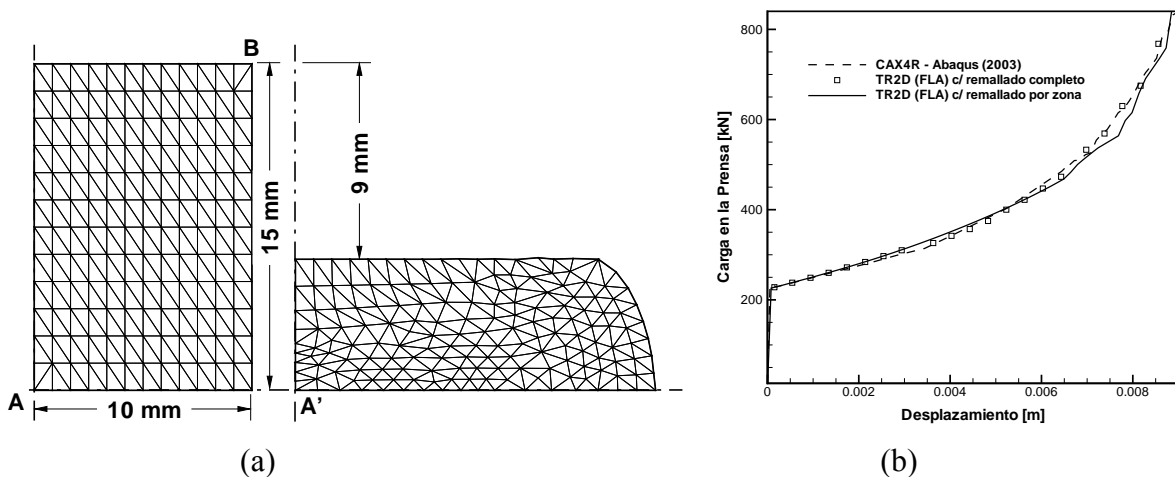 B
9 mm
15 mm
A
10 mm
A'
(a)
Carga en la Prensa [kN]
800
600
400
200
CAX4R - Abaqus (2003)
TR2D (FLA) c/ remallado completo
TR2D (FLA) c/ remallado por zona
0 0.002 0.004 0.006 0.008
Desplazamiento [m]
(b)